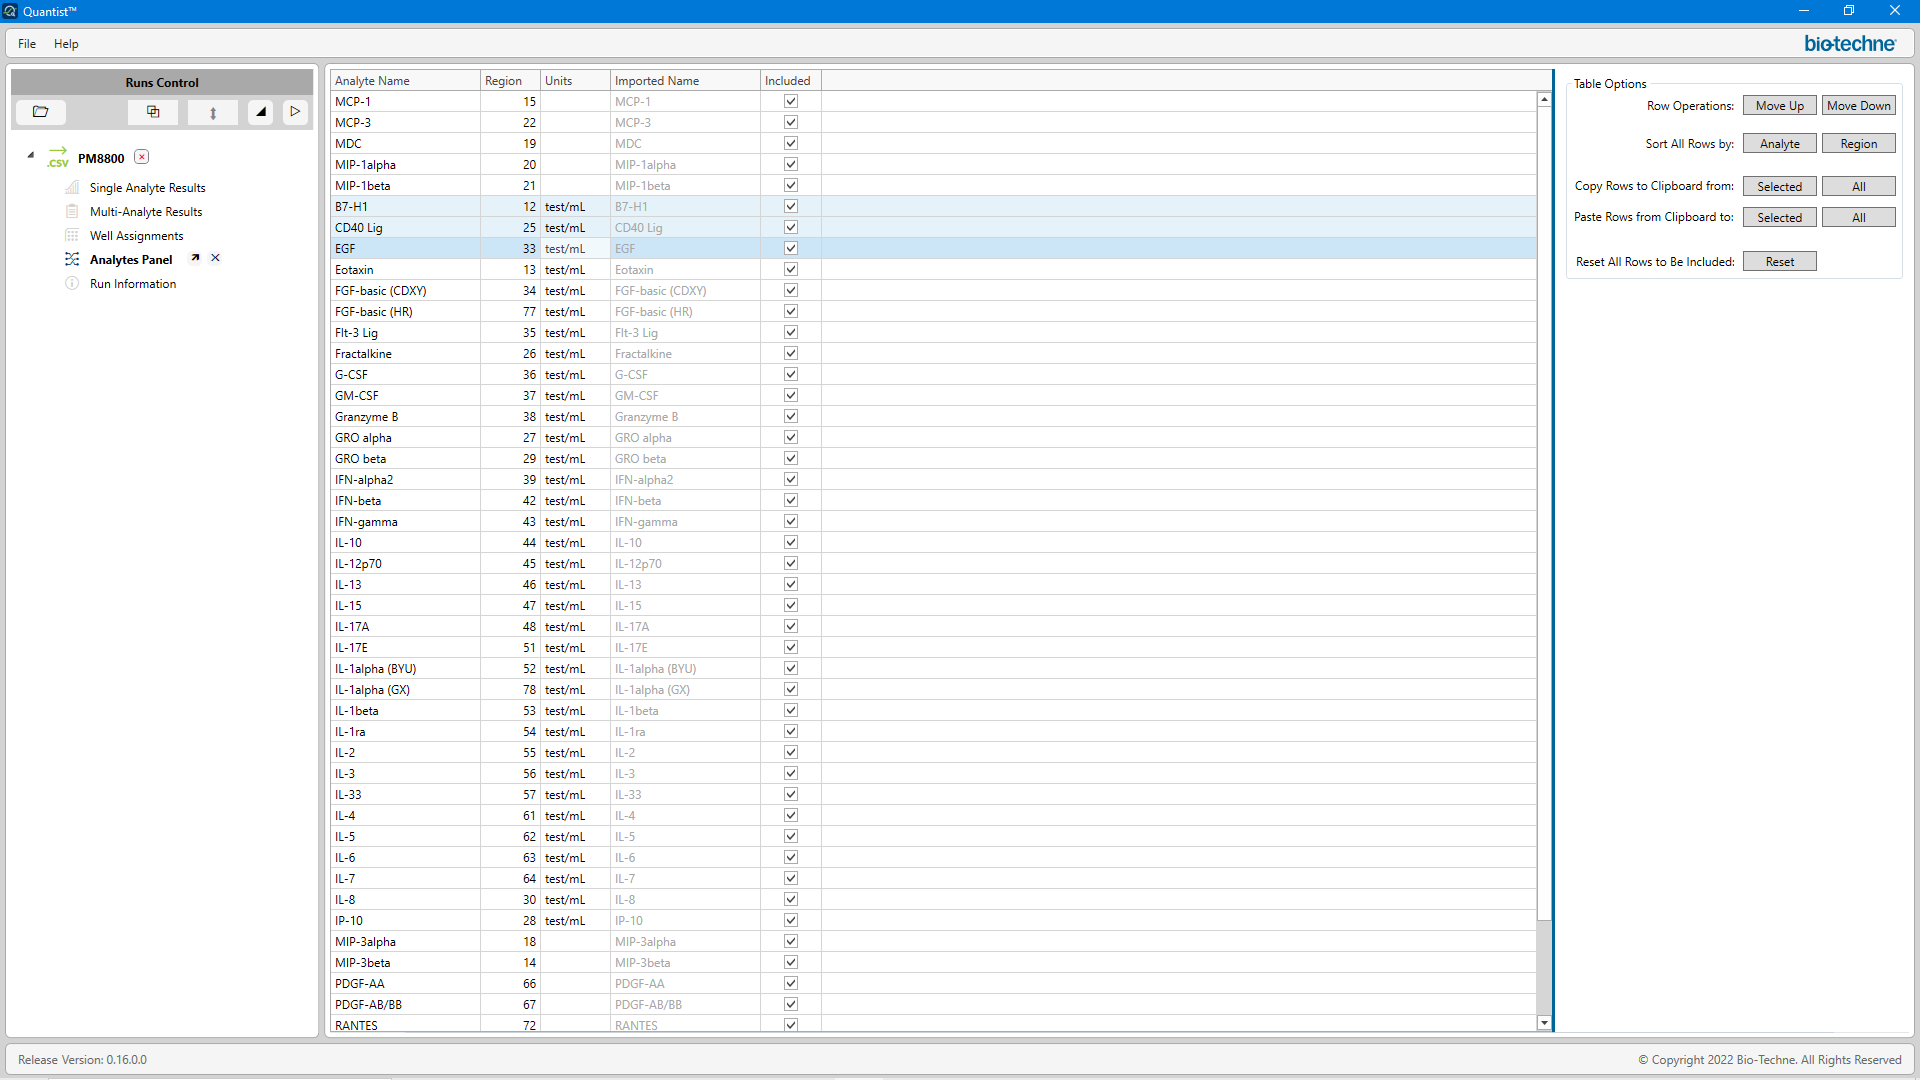 Quantist™
File Help
bio-techne
Runs Control
PM8800
.CSV
Single Analyte Results
Multi-Analyte Results
Well Assignments
Analytes Panel
Run Information
Analyte Name Region Units Imported Name Included
MCP-1 15 MCP-1
MCP-3 22 MCP-3
MDC 19 MDC
MIP-1alpha 20 MIP-1alpha
MIP-1beta 21 MIP-1beta
B7-H1 12 test/mL B7-H1
CD40 Lig 25 test/mL CD40 Lig
EGF 33 test/mL EGF
Eotaxin 13 test/mL Eotaxin
FGF-basic (CDXY) 34 test/mL FGF-basic (CDXY)
FGF-basic (HR) 77 test/mL FGF-basic (HR)
Flt-3 Lig 35 test/mL Flt-3 Lig
Fractalkine 26 test/mL Fractalkine
G-CSF 36 test/mL G-CSF
GM-CSF 37 test/mL GM-CSF
Granzyme B 38 test/mL Granzyme B
GRO alpha 27 test/mL GRO alpha
GRO beta 29 test/mL GRO beta
IFN-alpha2 39 test/mL IFN-alpha2
IFN-beta 42 test/mL IFN-beta
IFN-gamma 43 test/mL IFN-gamma
IL-10 44 test/mL IL-10
IL-12p70 45 test/mL IL-12p70
IL-13 46 test/mL IL-13
IL-15 47 test/mL IL-15
IL-17A 48 test/mL IL-17A
IL-17E 51 test/mL IL-17E
IL-1alpha (BYU) 52 test/mL IL-1alpha (BYU)
IL-1alpha (GX) 78 test/mL IL-1alpha (GX)
IL-1beta 53 test/mL IL-1beta
IL-1ra 54 test/mL IL-1ra
IL-2 55 test/mL IL-2
IL-3 56 test/mL IL-3
IL-33 57 test/mL IL-33
IL-4 61 test/mL IL-4
IL-5 62 test/mL IL-5
IL-6 63 test/mL IL-6
IL-7 64 test/mL IL-7
IL-8 30 test/mL IL-8
IP-10 28 test/mL IP-10
MIP-3alpha 18 MIP-3alpha
MIP-3beta 14 MIP-3beta
PDGF-AA 66 PDGF-AA
PDGF-AB/BB 67 PDGF-AB/BB
RANTES 72 RANTES
Table Options
Row Operations: Move Up Move Down
Sort All Rows by: Analyte Region
Copy Rows to Clipboard from: Selected All
Paste Rows from Clipboard to: Selected All
Reset All Rows to Be Included: Reset
Release Version: 0.16.0.0
© Copyright 2022 Bio-Techne. All Rights Reserved